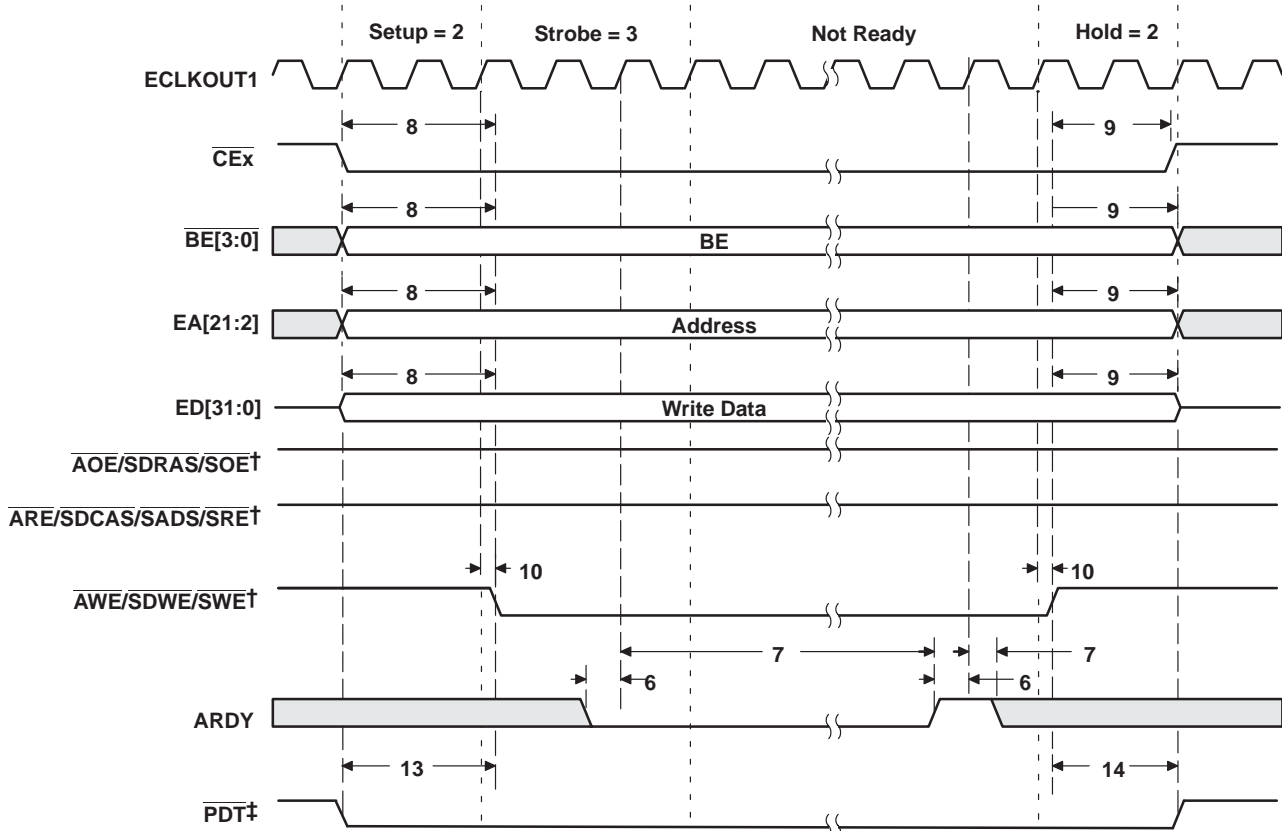 Setup = 2 Strobe = 3 Not Ready Hold = 2
ECLKOUT1
8 9
CEx
8 9
BE[3:0] BE
8 9
EA[21:2] Address
8 9
ED[31:0] Write Data
AOE/SDRAS/SOE†
ARE/SDCAS/SADS/SRE†
10 10
AWE/SDWE/SWE†
7 7
6 6
ARDY
13 14
PDT‡